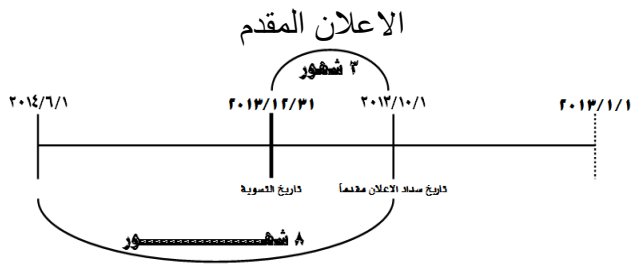 الاعلان المقدم
٣ شهور
٢٠١٣/١/١
٢٠١٣/١٠/١
٢٠١٣/١٢/٣١
٢٠١٤/٦/١
تاريخ سداد الاعلان مقدماً
تاريخ التسوية
٨ شهــــــــــــــور